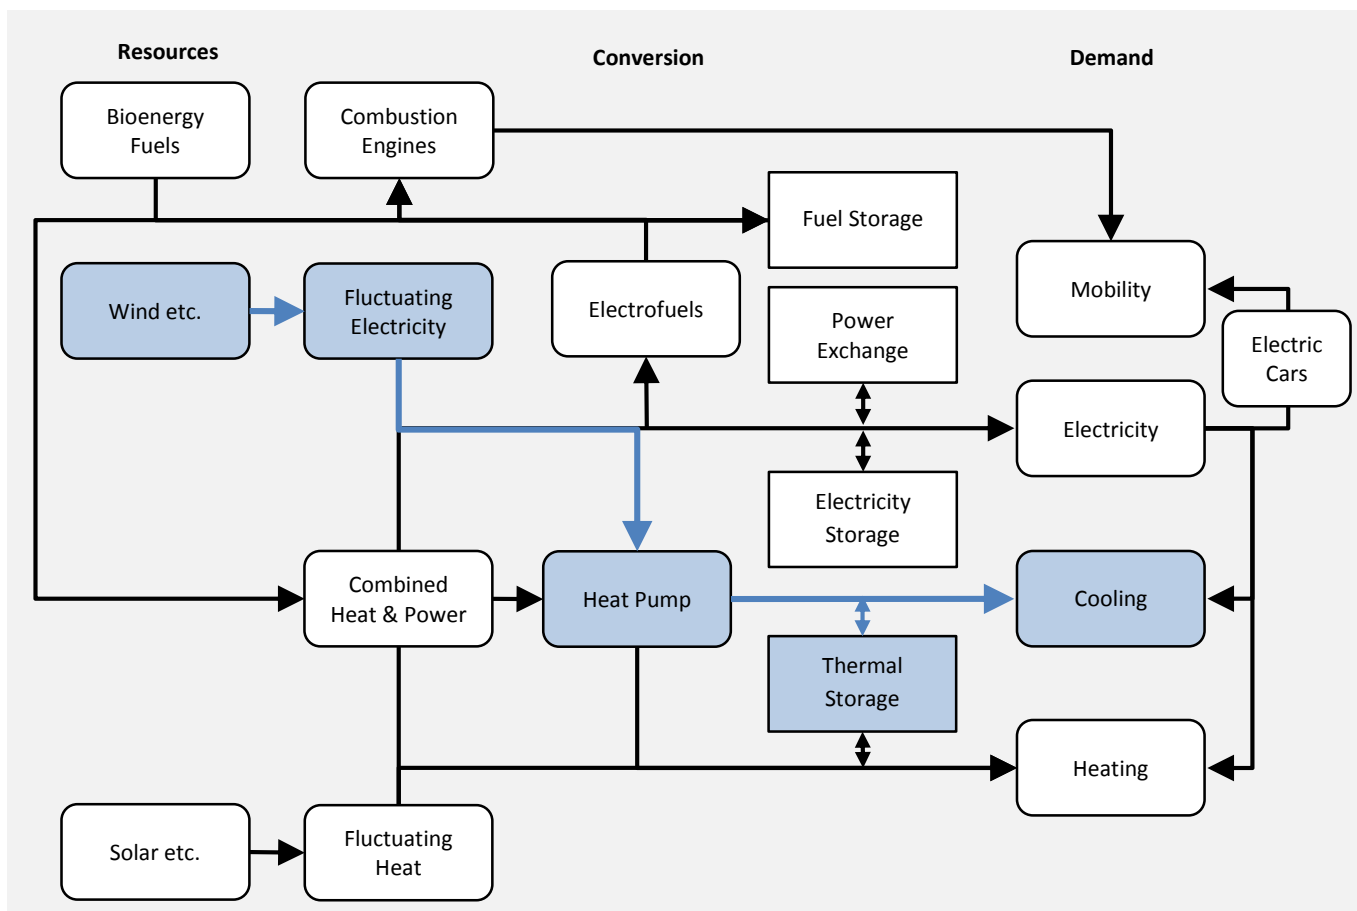 Resources
Conversion
Demand
Bioenergy
Fuels
Combustion
Engines
Fuel Storage
Wind etc.
Fluctuating
Electricity
Electrofuels
Mobility
Power
Exchange
Electric
Cars
Electricity
Electricity
Storage
Combined
Heat & Power
Heat Pump
Cooling
Thermal
Storage
Heating
Solar etc.
Fluctuating
Heat